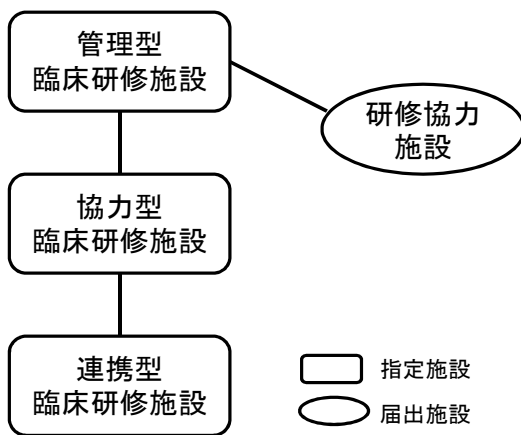 管理型
臨床研修施設
研修協力
施設
協力型
臨床研修施設
連携型
臨床研修施設
指定施設
届出施設